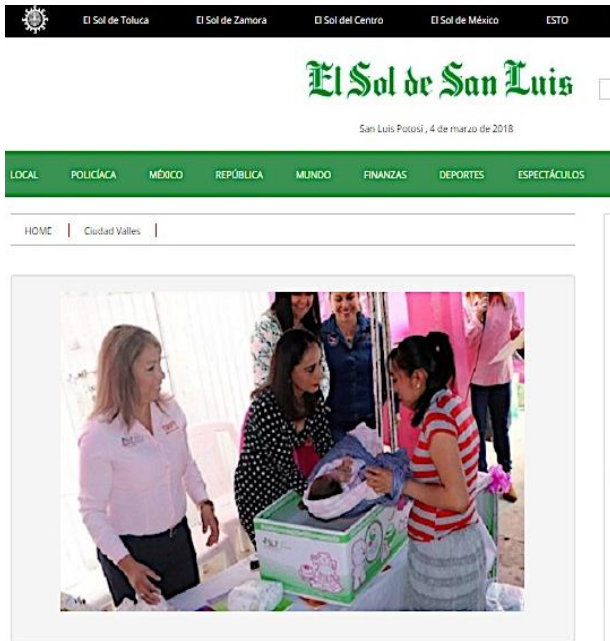 El Sol de Toluca El Sol de Zamora El Sol del Centro El Sol de México ESTO
El Sol de San Luis
San Luis Potosí , 4 de marzo de 2018
LOCAL POLICÍACA MÉXICO REPÚBLICA MUNDO FINANZAS DEPORTES ESPECTÁCULOS
HOME Ciudad Valles